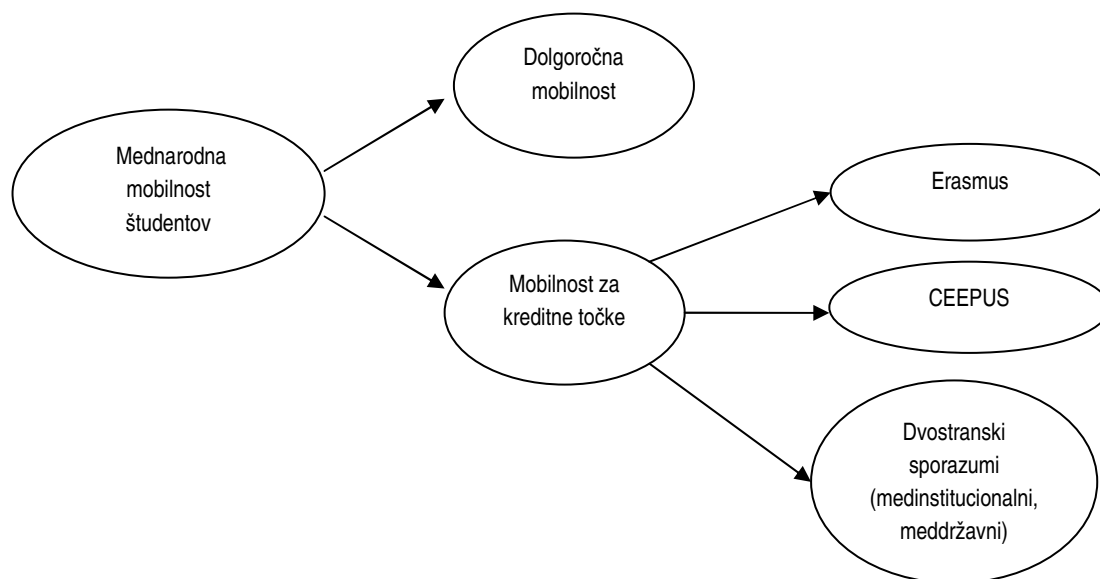 Dolgoročna
mobilnost
Mednarodna
mobilnost
študentov
Erasmus
Mobilnost za
kreditne točke
CEEPUS
Dvostranski
sporazumi
(medinstitucionalni,
meddržavni)